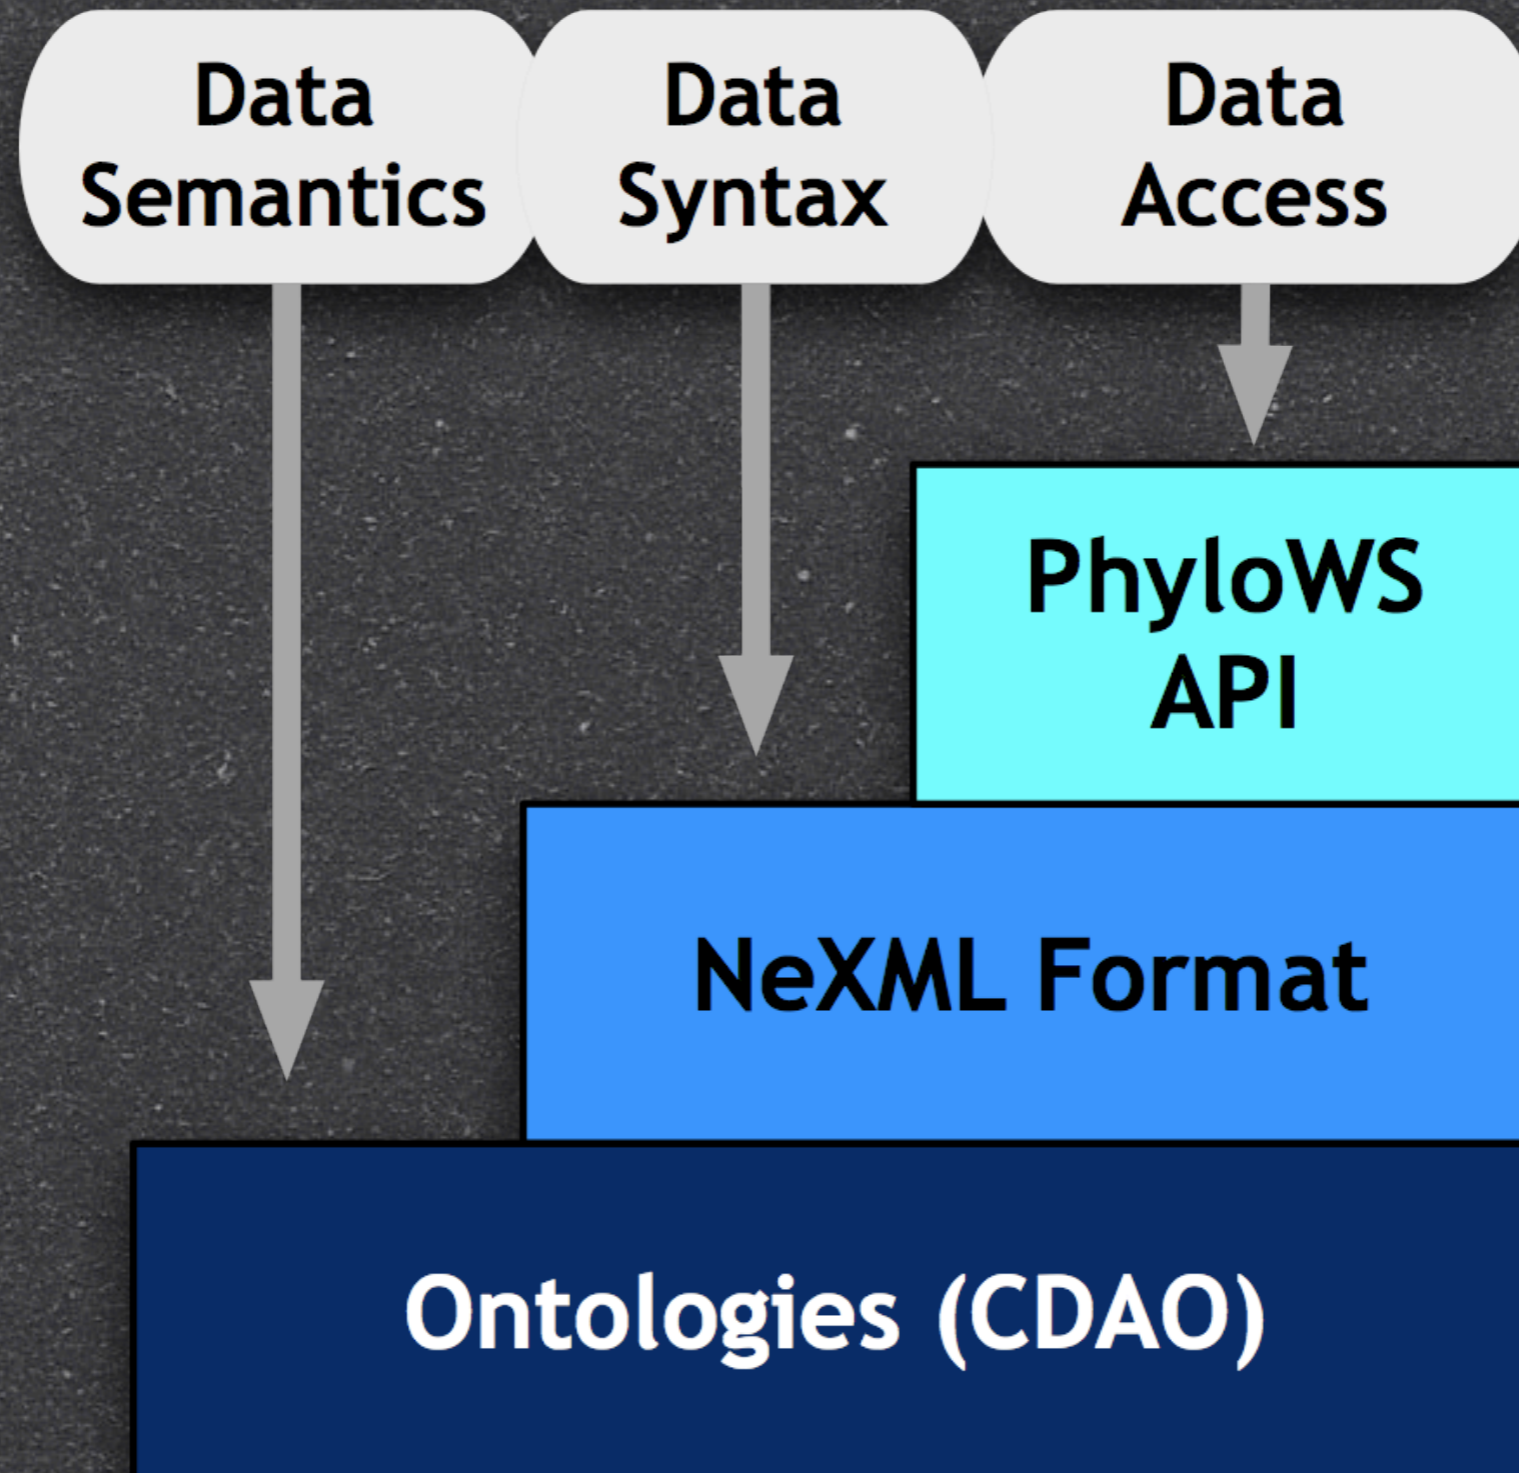 Data
Semantics
Data
Syntax
Data
Access
PhyloWS
API
NeXML Format
Ontologies (CDAO)